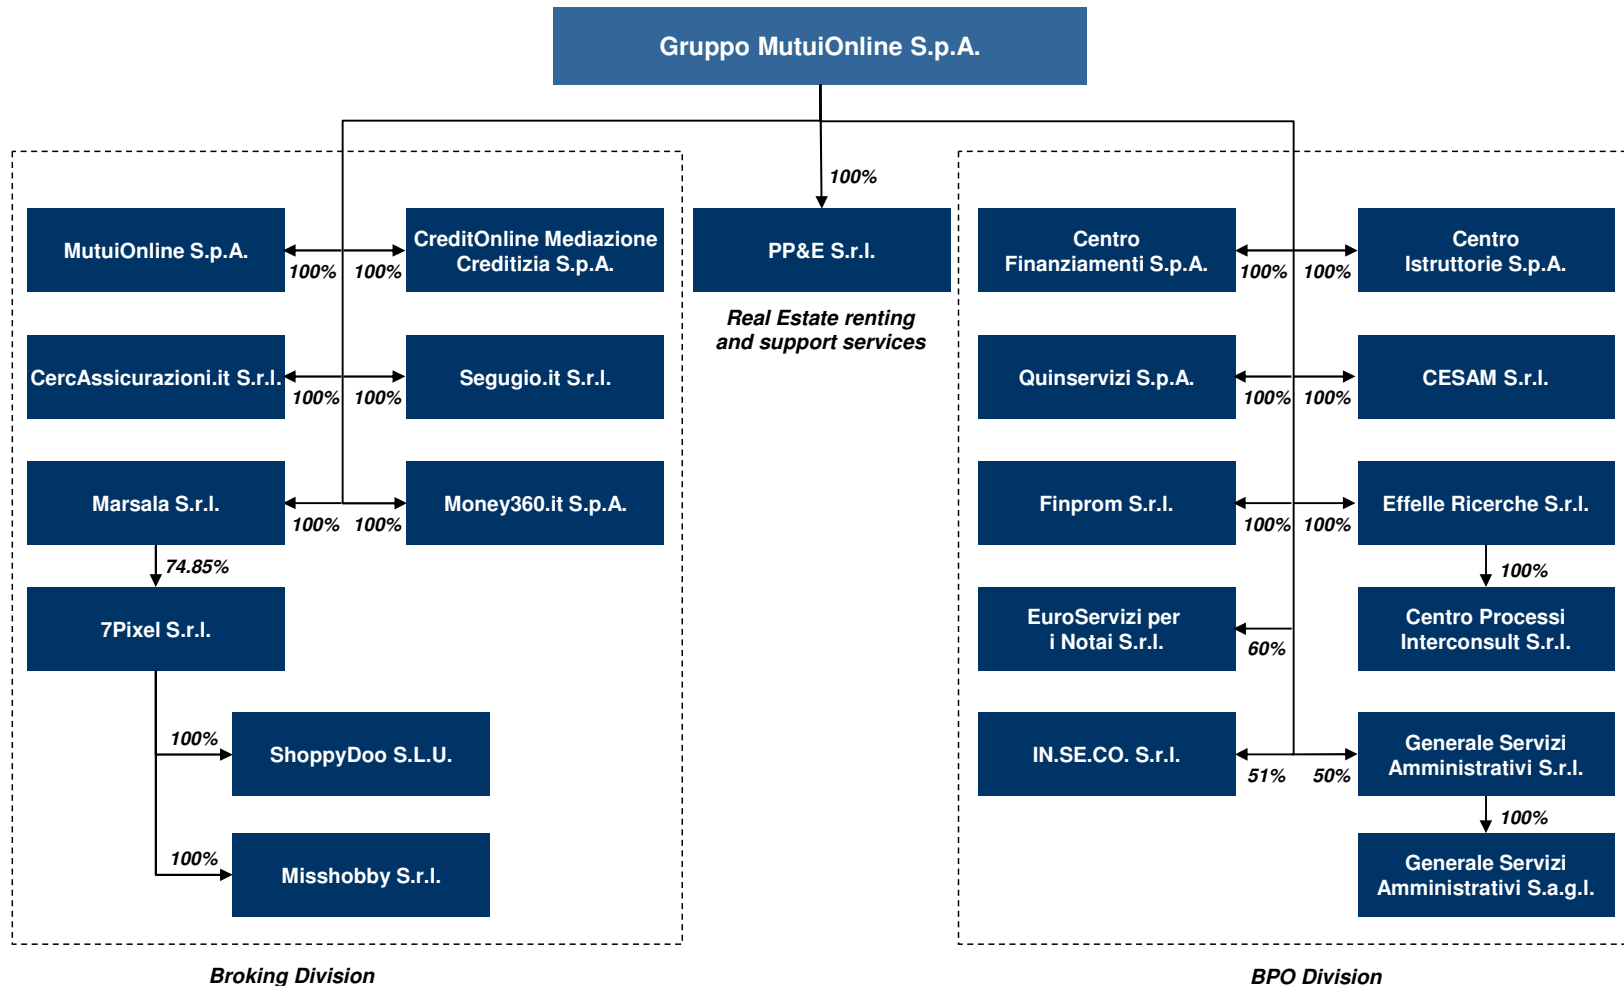 Gruppo MutuiOnline S.p.A.
100%
MutuiOnline S.p.A.
100%
100%
CreditOnline Mediazione
Creditizia S.p.A.
CercAssicurazioni.it S.r.l.
100%
100%
Segugio.it S.r.l.
Marsala S.r.l.
100%
100%
Money360.it S.p.A.
74.85%
7Pixel S.r.l.
100%
ShoppyDoo S.L.U.
100%
Misshobby S.r.l.
Broking Division
PP&E S.r.l.
Real Estate renting
and support services
Centro
Finanziamenti S.p.A.
100%
100%
Centro
Istruttorie S.p.A.
Quinservizi S.p.A.
100%
100%
CESAM S.r.l.
Finprom S.r.l.
100%
100%
Effelle Ricerche S.r.l.
100%
EuroServizi per
i Notai S.r.l.
60%
Centro Processi
Interconsult S.r.l.
IN.SE.CO. S.r.l.
51%
50%
Generale Servizi
Amministrativi S.r.l.
100%
Generale Servizi
Amministrativi S.a.g.l.
BPO Division